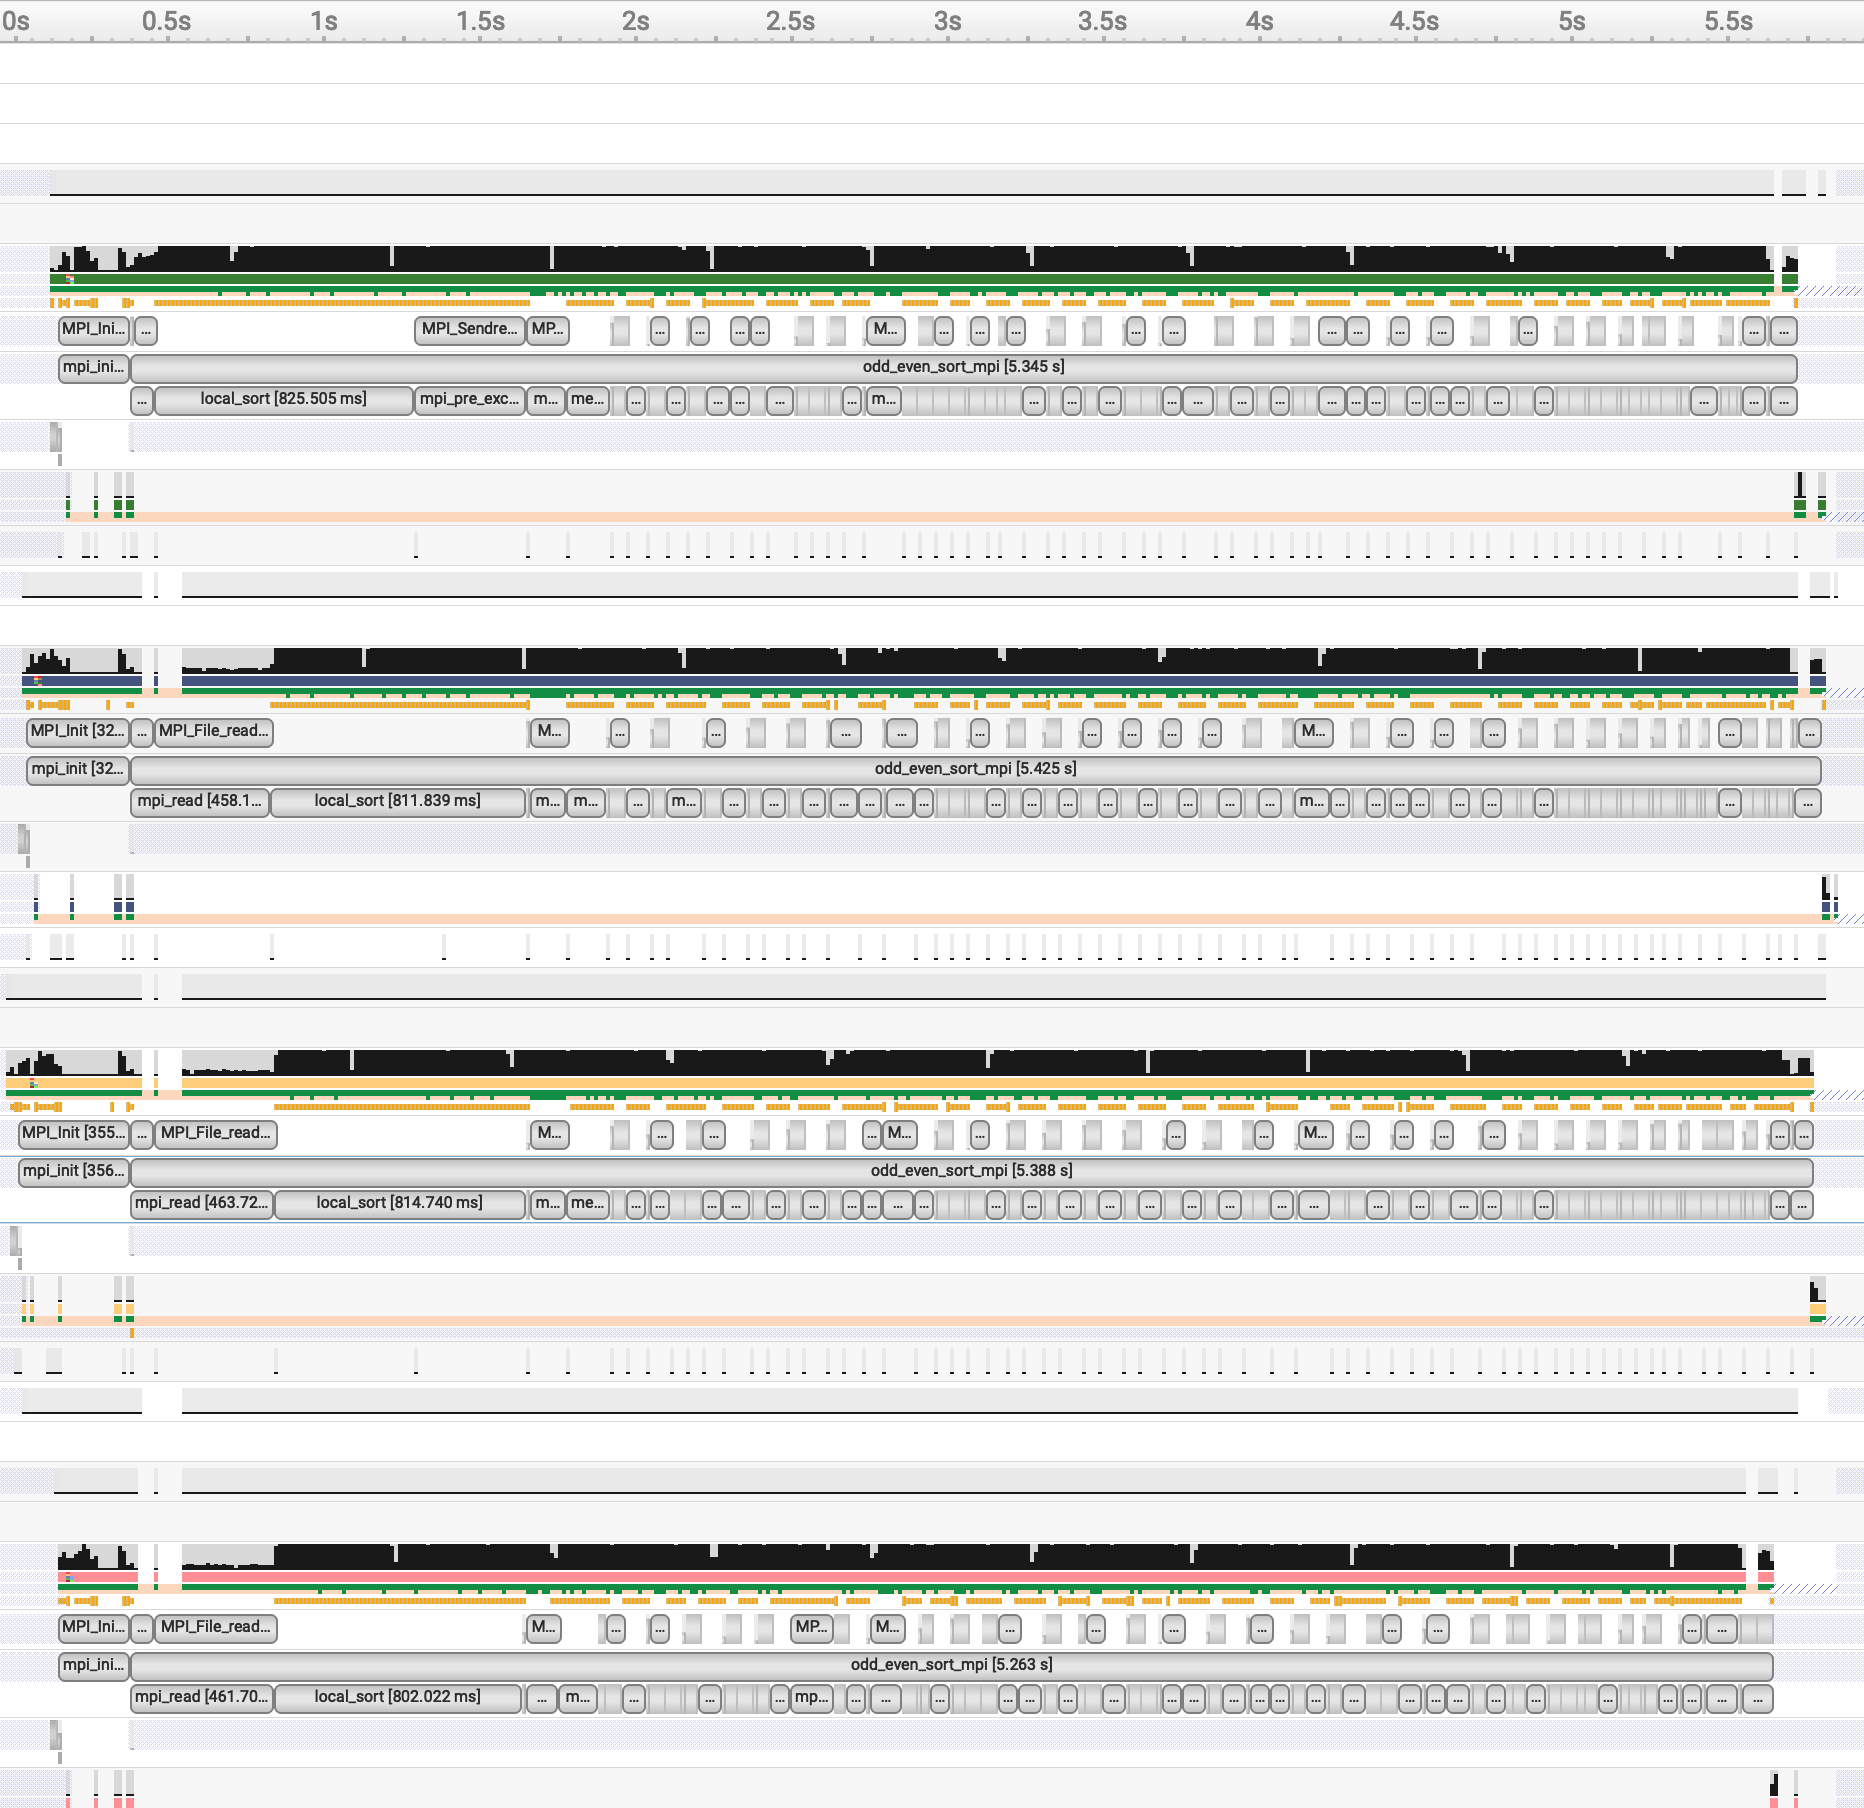 0s 0.5s 1s 1.5s 2s 2.5s 3s 3.5s 4s 4.5s 5s 5.5s
MPI_Ini... ... MPI_Sendre... MP... ... ... ... ... M... ... ... ... ... ... ... ... ... ... ... ... ...
mpi_ini... odd_even_sort_mpi [5.345 s]
... local_sort [825.505 ms] mpi_pre_exc... m... me... ... ... ... ... ... ... m... ... ... ... ... ... ... ... ... ... ... ... ... ... ... ... ... ... ...
MPI_Init [32... ... MPI_File_read... M... ... ... ... ... ... ... ... ... ... M... ... ... ... ... ...
mpi_init [32... odd_even_sort_mpi [5.425 s]
mpi_read [458.1... local_sort [811.839 ms] m... m... ... m... ... ... ... ... ... ... ... ... ... ... ... ... ... ... ... m... ... ... ... ... ... ... ... ... ...
MPI_Init [355... ... MPI_File_read... M... ... ... ... M... ... ... ... M... ... ... ... ... ... ...
mpi_init [356... odd_even_sort_mpi [5.388 s]
mpi_read [463.72... local_sort [814.740 ms] m... me... ... ... ... ... ... ... ... ... ... ... ... ... ... ... ... ... ... ... ... ... ... ... ... ... ... ...
MPI_Ini... ... MPI_File_read... M... ... ... MP... M... ... ... ... ... ... ... ... ...
mpi_ini... odd_even_sort_mpi [5.263 s]
mpi_read [461.70... local_sort [802.022 ms] ... m... ... ... ... mp... ... ... ... ... ... ... ... ... ... ... ... ... ... ... ... ... ... ... ... ... ... ... ... ...